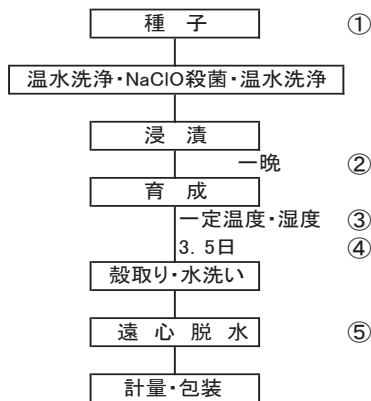 種　子　①
温水洗浄・NaClO殺菌・温水洗浄
浸　漬
一晩　②
育　成
一定温度・湿度　③
3．5日　④
殻取り・水洗い
遠　心　脱　水　⑤
計量・包装